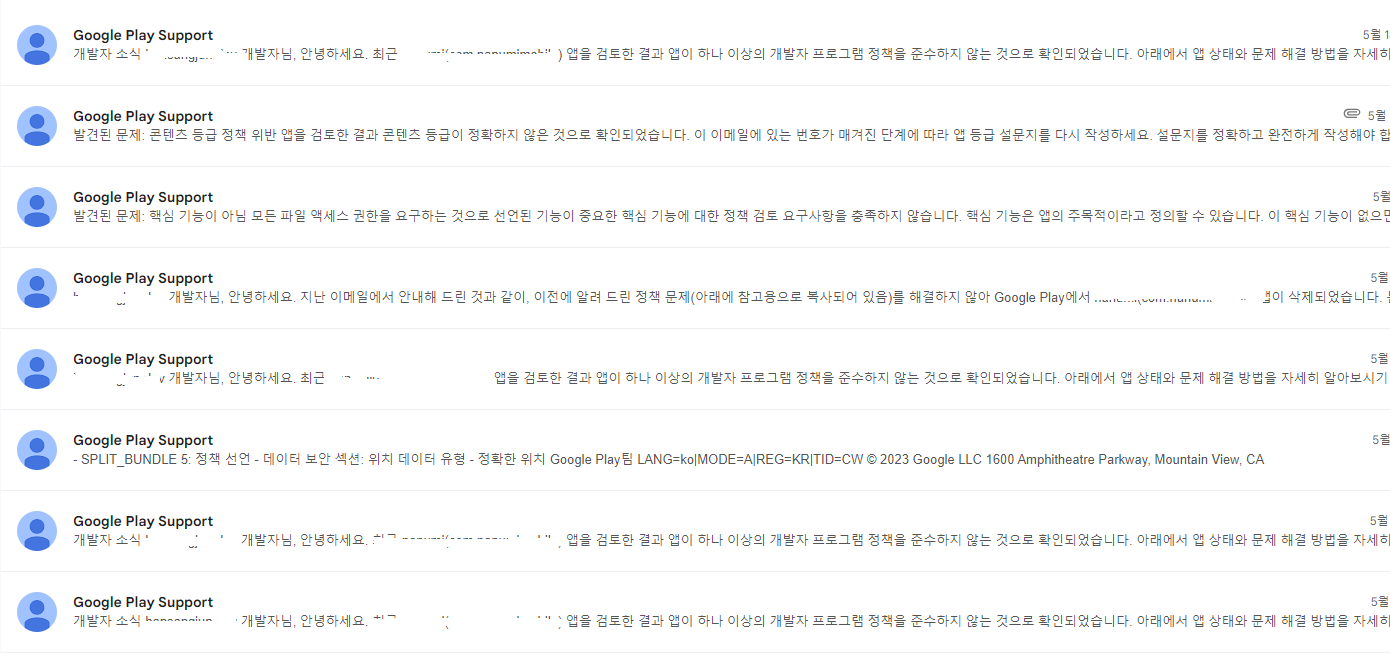 Google Play Support
5월 1
개발자 소식 개발자님, 안녕하세요. 최근 ) 앱을 검토한 결과 앱이 하나 이상의 개발자 프로그램 정책을 준수하지 않는 것으로 확인되었습니다. 아래에서 앱 상태와 문제 해결 방법을 자세히
Google Play Support
5월
발견된 문제: 콘텐츠 등급 정책 위반 앱을 검토한 결과 콘텐츠 등급이 정확하지 않은 것으로 확인되었습니다. 이 이메일에 있는 번호가 매겨진 단계에 따라 앱 등급 설문지를 다시 작성하세요. 설문지를 정확하고 완전하게 작성해야 합
Google Play Support
5월
발견된 문제: 핵심 기능이 아님 모든 파일 액세스 권한을 요구하는 것으로 선언된 기능이 중요한 핵심 기능에 대한 정책 검토 요구사항을 충족하지 않습니다. 핵심 기능은 앱의 주목적이라고 정의할 수 있습니다. 이 핵심 기능이 없으면
Google Play Support
5월
개발자님, 안녕하세요. 지난 이메일에서 안내해 드린 것과 같이, 이전에 알려 드린 정책 문제(아래에 참고용으로 복사되어 있음)를 해결하지 않아 Google Play에서 앱이 삭제되었습니다.
Google Play Support
5월
개발자님, 안녕하세요. 최근 앱을 검토한 결과 앱이 하나 이상의 개발자 프로그램 정책을 준수하지 않는 것으로 확인되었습니다. 아래에서 앱 상태와 문제 해결 방법을 자세히 알아보시기
Google Play Support
5월
- SPLIT_BUNDLE 5: 정책 선언 - 데이터 보안 섹션: 위치 데이터 유형 - 정확한 위치 Google Play팀 LANG=ko|MODE=A|REG=KR|TID=CW © 2023 Google LLC 1600 Amphitheatre Parkway, Mountain View, CA
Google Play Support
5월
개발자 소식 개발자님, 안녕하세요. 앱을 검토한 결과 앱이 하나 이상의 개발자 프로그램 정책을 준수하지 않는 것으로 확인되었습니다. 아래에서 앱 상태와 문제 해결 방법을 자세히
Google Play Support
5월
개발자 소식 개발자님, 안녕하세요. 앱을 검토한 결과 앱이 하나 이상의 개발자 프로그램 정책을 준수하지 않는 것으로 확인되었습니다. 아래에서 앱 상태와 문제 해결 방법을 자세히